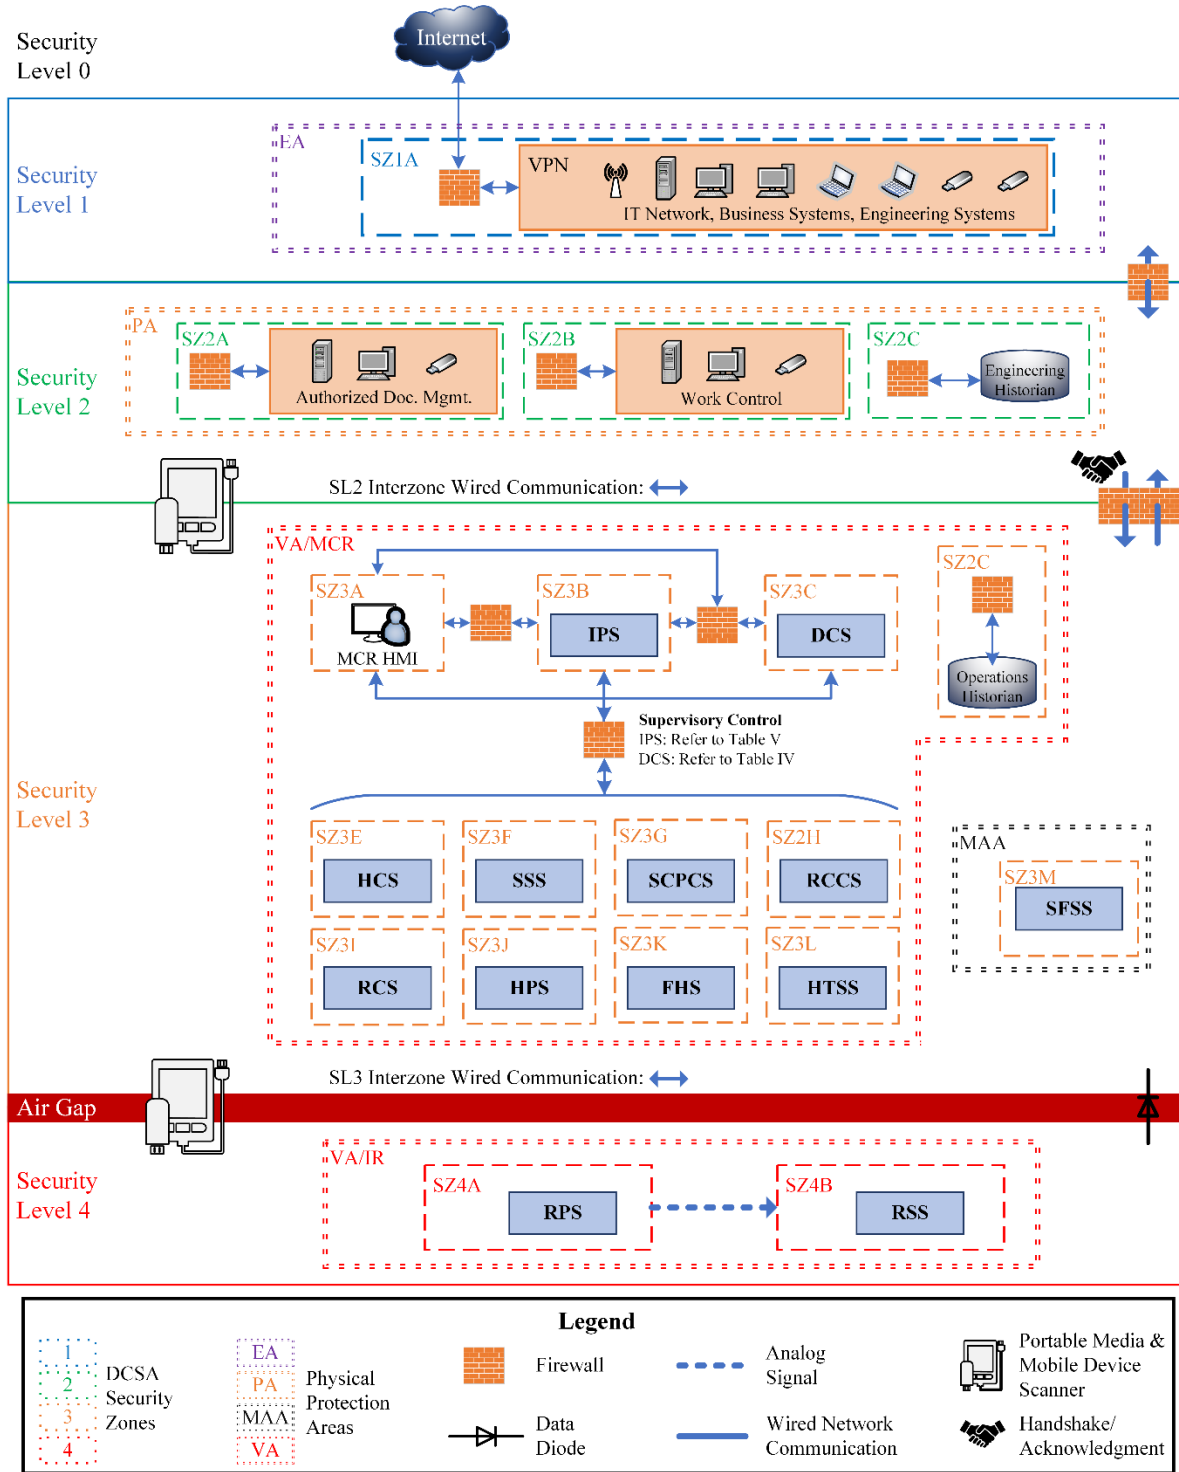 Internet
Security
Level 0
EA
SZ1A
VPN
Security
Level 1
IT Network, Business Systems, Engineering Systems
PA
SZ2A
SZ2B
SZ2C
Security
Level 2
Authorized Doc. Mgmt.
Work Control
Engineering
Historian
SL2 Interzone Wired Communication:
VA/MCR
SZ3A
SZ3B
SZ3C
SZ2C
MCR HMI
IPS
DCS
Operations
Historian
Supervisory Control
IPS: Refer to Table V
DCS: Refer to Table IV
Security
Level 3
SZ3E
SZ3F
SZ3G
SZ2H
HCS
SSS
SCPCS
RCCS
MAA
SZ3M
SFSS
SZ3I
SZ3J
SZ3K
SZ3L
RCS
HPS
FHS
HTSS
SL3 Interzone Wired Communication:
Air Gap
VA/IR
Security
Level 4
SZ4A
SZ4B
RPS
RSS
Legend
1
2
3
4
DCSA
Security
Zones
EA
PA
MAA
VA
Physical
Protection
Areas
Firewall
Data
Diode
Analog
Signal
Wired Network
Communication
Portable Media &
Mobile Device
Scanner
Handshake/
Acknowledgment